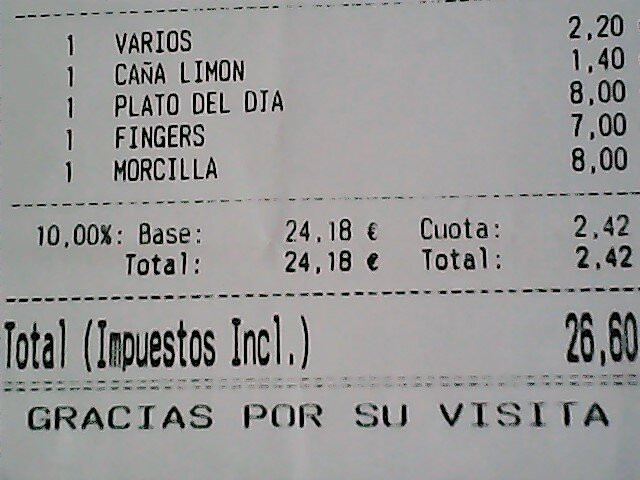 1 VARIOS 2,20
1 CAÑA LIMON 1,40
1 PLATO DEL DIA 8,00
1 FINGERS 7,00
1 MORCILLA 8,00
10,00%: Base: 24,18 € Cuota: 2,42
Total: 24,18 € Total: 2,42
Total (Impuestos Incl.) 26,60
GRACIAS POR SU VISITA